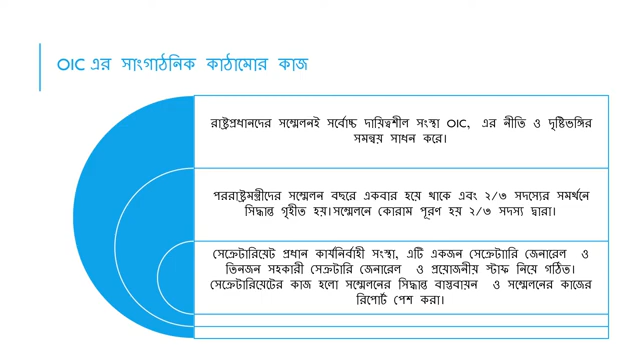 OIC এর সাংগাঠনিক কাঠামোর কাজ
রাষ্ট্রপ্রধানদের সম্মেলনই সর্বোচ্চ দায়িত্বশীল সংস্থা OIC, এর নীতি ও দৃষ্টিভঙ্গির
সমন্বয় সাধন করে।
পররাষ্ট্রমন্ত্রীদের সম্মেলন বছরে একবার হয়ে থাকে এবং ২/৩ সদস্যের সমর্থনে
সিদ্ধান্ত গৃহীত হয়।সম্মেলনে কোরাম পূরণ হয় ২/৩ সদস্য দ্বারা।
সেক্রেটারিয়েট প্রধান কার্যনির্বাহী সংস্থা, এটি একজন সেক্রেটাারি জেনারেল ও
তিনজন সহকারী সেক্রটারি জেনারেল ও প্রয়োজনীয় স্টাফ নিয়ে গঠিত।
সেক্রেটারিয়েটের কাজ হলো সম্মেলনের সিদ্ধান্ত বাস্তবায়ন ও সম্মেলনের কাজের
রিপোর্ট পেশ করা।